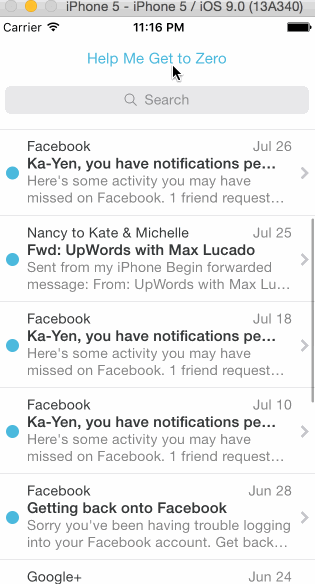 iPhone 5 - iPhone 5 / iOS 9.0 (13A340)
Carrier 11:16 PM
Help Me Get to Zero
Search
Facebook Jul 26
Ka-Yen, you have notifications pe…
Here's some activity you may have
missed on Facebook. 1 friend request…
Nancy to Kate & Michelle Jul 25
Fwd: UpWords with Max Lucado
Sent from my iPhone Begin forwarded
message: From: UpWords with Max Lu…
Facebook Jul 18
Ka-Yen, you have notifications pe…
Here's some activity you may have
missed on Facebook. 1 friend request…
Facebook Jul 10
Ka-Yen, you have notifications pe…
Here's some activity you may have
missed on Facebook. 1 friend request…
Facebook Jun 28
Getting back onto Facebook
Sorry you've been having trouble logging
into your Facebook account. Get back…
Google+ Jun 24